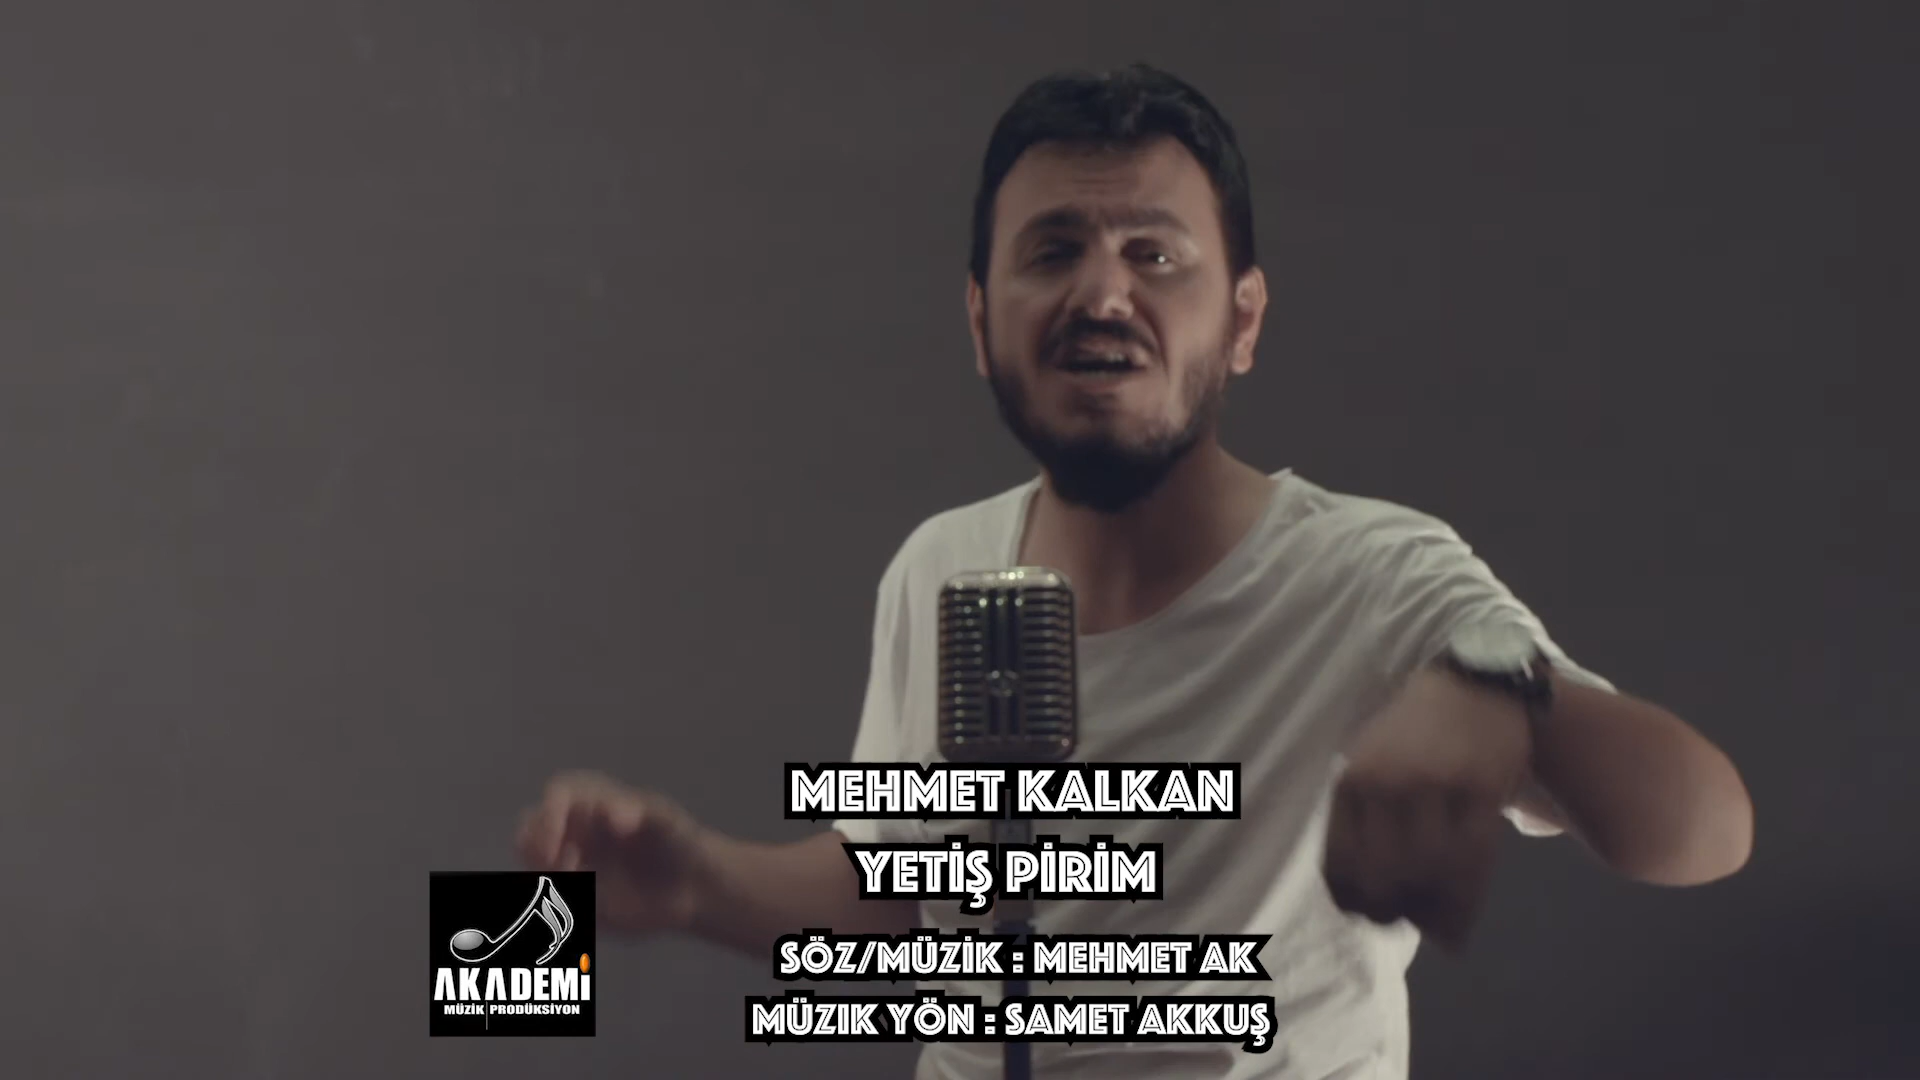 MEHMET KALKAN
YETİŞ PİRİM
SÖZ/MÜZİK : MEHMET AK
MÜZIK YÖN : SAMET AKKUŞ
AKADEMİ
MÜZİK PRODÜKSİYON